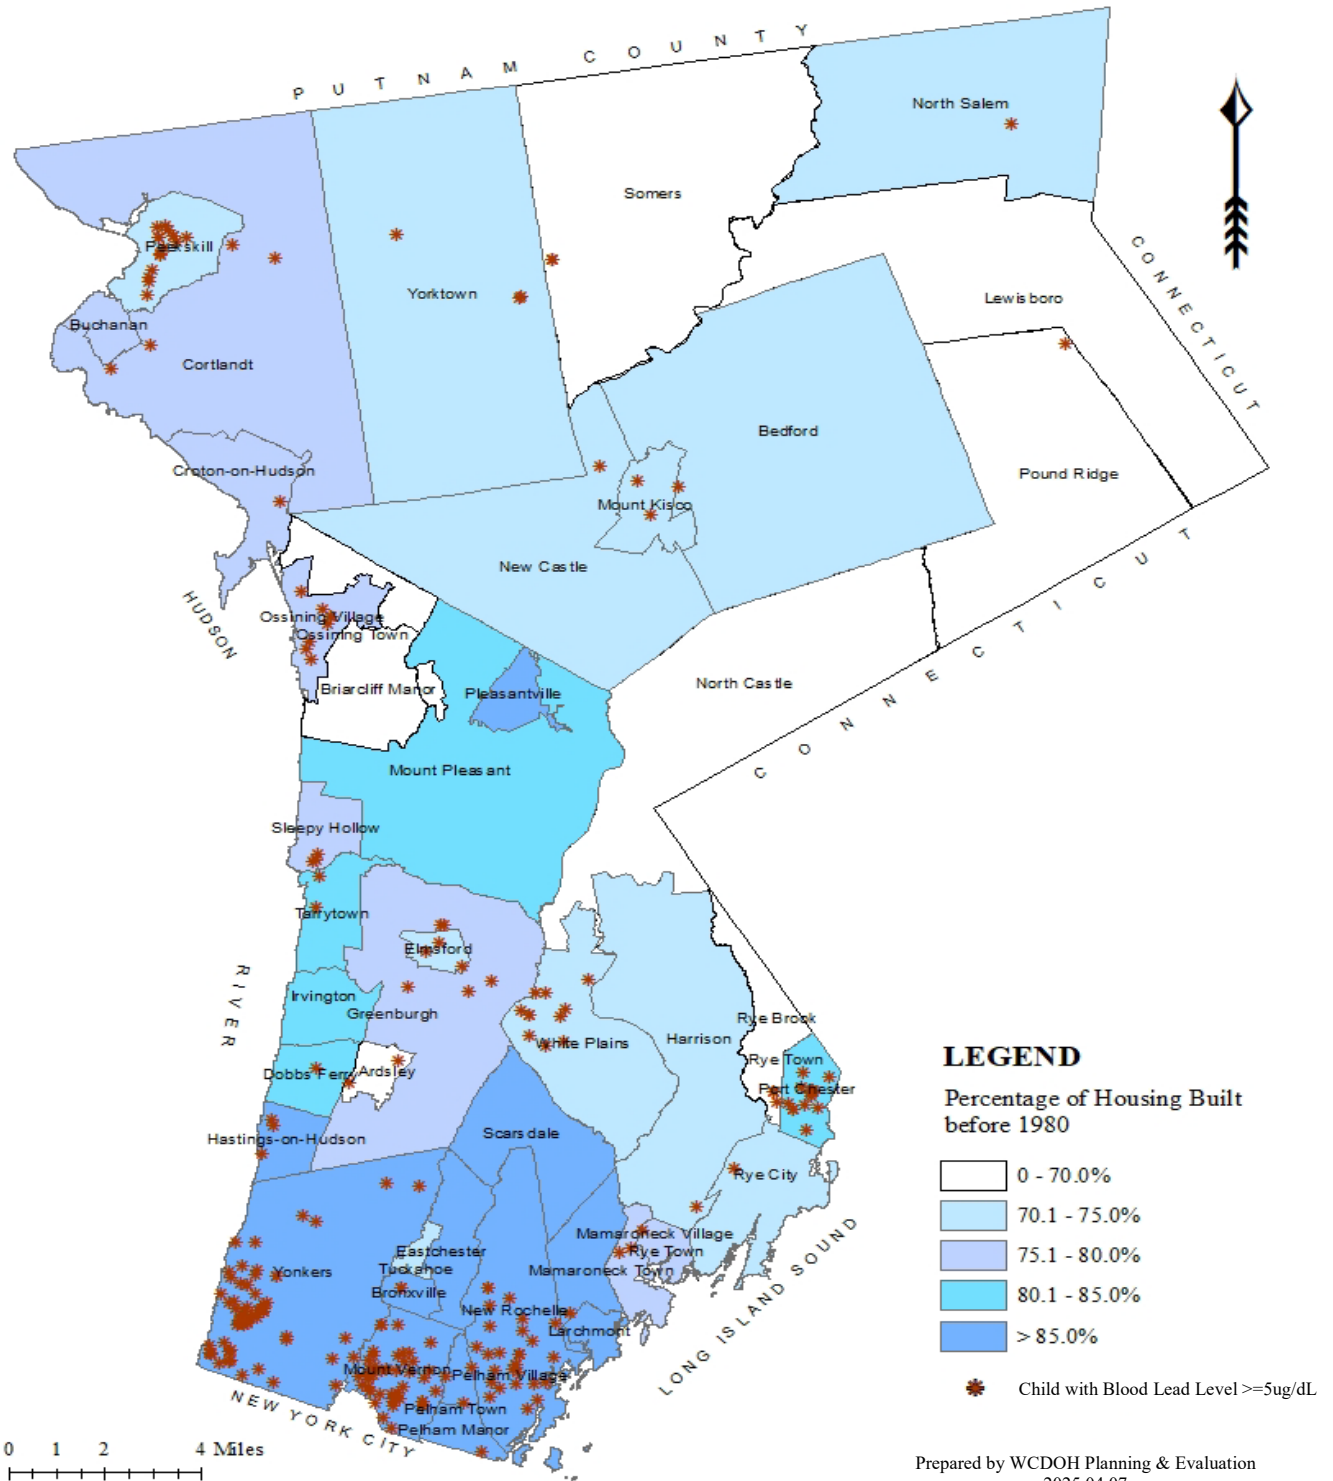 PUTNAM COUNTY
North Salem
Somers
CONNECTICUT
Peekskill
Yorktown
Lewisboro
Buchanan
Cortlandt
Bedford
Croton-on-Hudson
Pound Ridge
Mount Kisco
New Castle
HUDSON
Ossining Village
Ossining Town
CONNECTICUT
Briarcliff Manor
Pleasantville
North Castle
Mount Pleasant
Sleepy Hollow
Tarrytown
Elmsford
RIVER
Irvington
Greenburgh
Rye Brook
White Plains
Harrison
Rye Town
Dobbs Ferry
Ardsley
Port Chester
Hastings-on-Hudson
Scarsdale
Rye City
Mamaroneck Village
Eastchester
Rye Town
Tuckahoe
Mamaroneck Town
Yonkers
Bronxville
New Rochelle
Larchmont
LONG ISLAND SOUND
Mount Vernon
Pelham Village
Pelham Town
Pelham Manor
NEW YORK CITY
LEGEND
Percentage of Housing Built
before 1980
0 - 70.0%
70.1 - 75.0%
75.1 - 80.0%
80.1 - 85.0%
> 85.0%
Child with Blood Lead Level >=5ug/dL
0 1 2 4 Miles
Prepared by WCDOH Planning & Evaluation